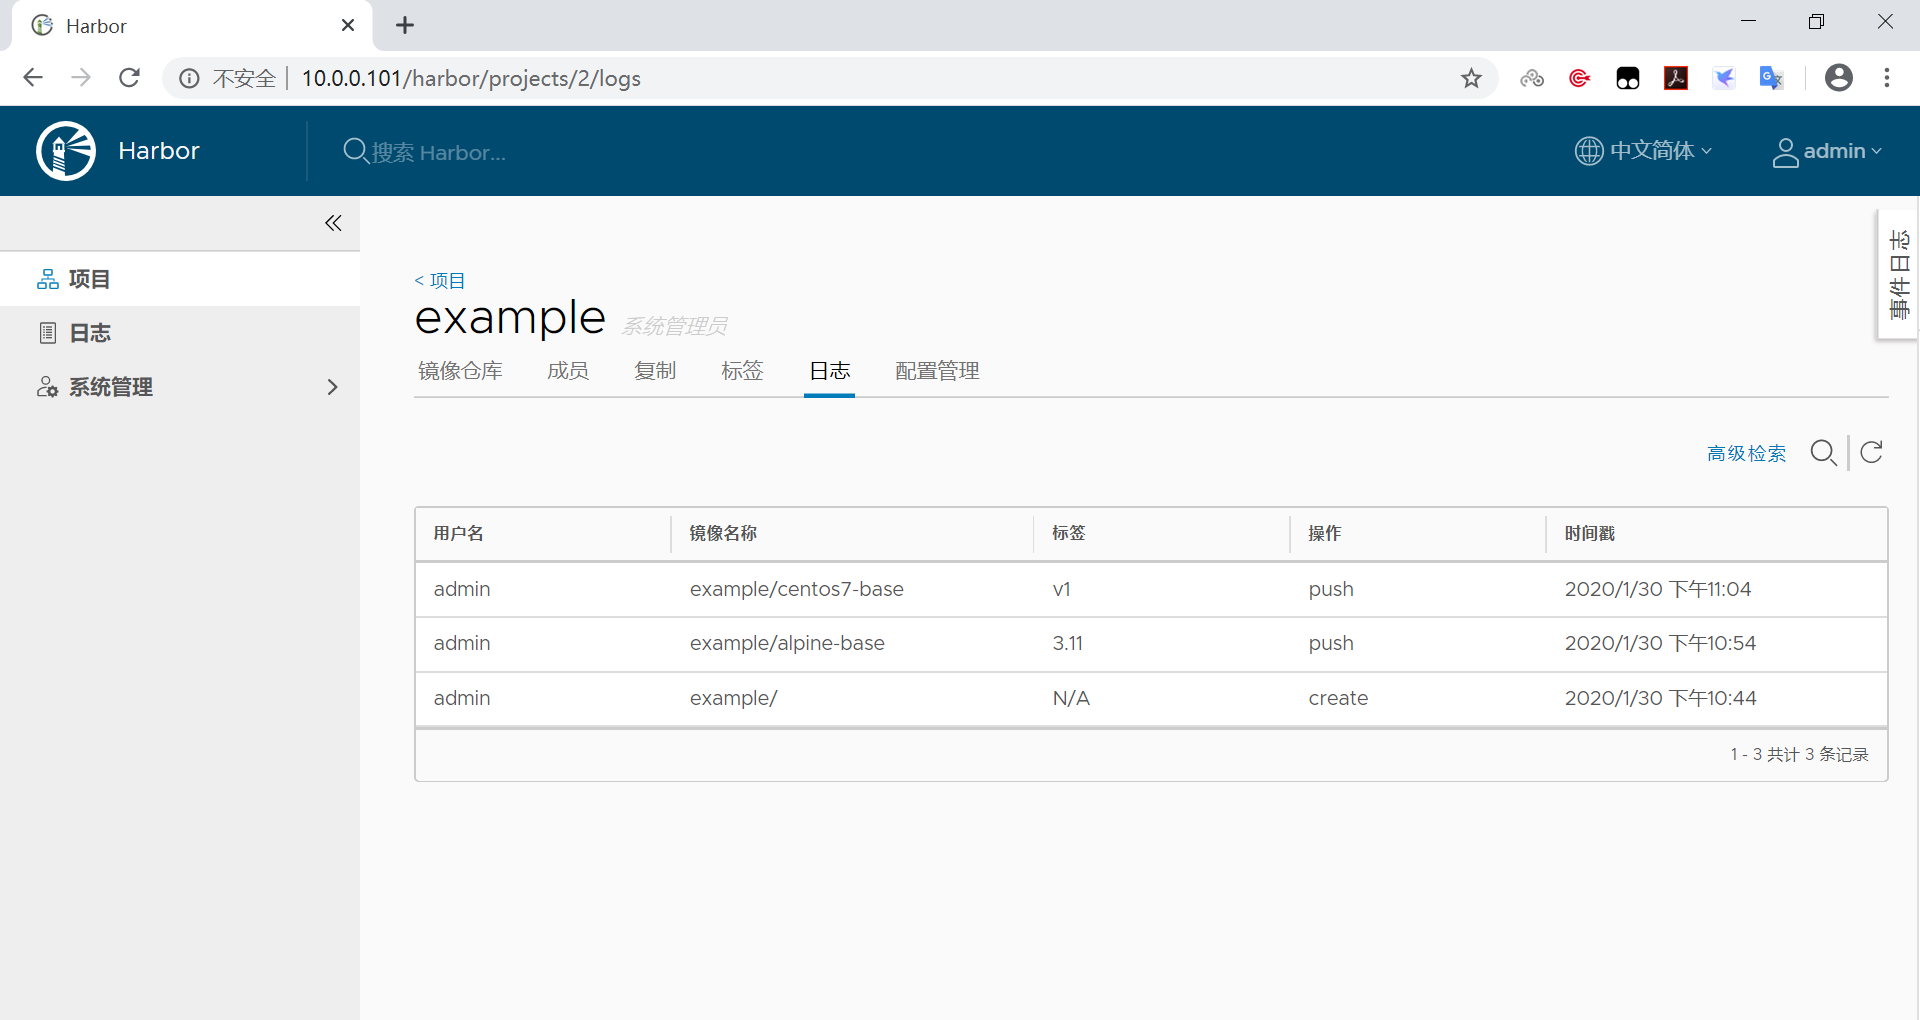 Harbor
不安全 10.0.0.101/harbor/projects/2/logs
Harbor 搜索 Harbor... 中文简体 admin
事件日志
项目
日志
系统管理
< 项目
example 系统管理员
镜像仓库 成员 复制 标签 日志 配置管理
高级检索
用户名 镜像名称 标签 操作 时间戳
admin example/centos7-base v1 push 2020/1/30 下午11:04
admin example/alpine-base 3.11 push 2020/1/30 下午10:54
admin example/ N/A create 2020/1/30 下午10:44
1 - 3 共计 3 条记录